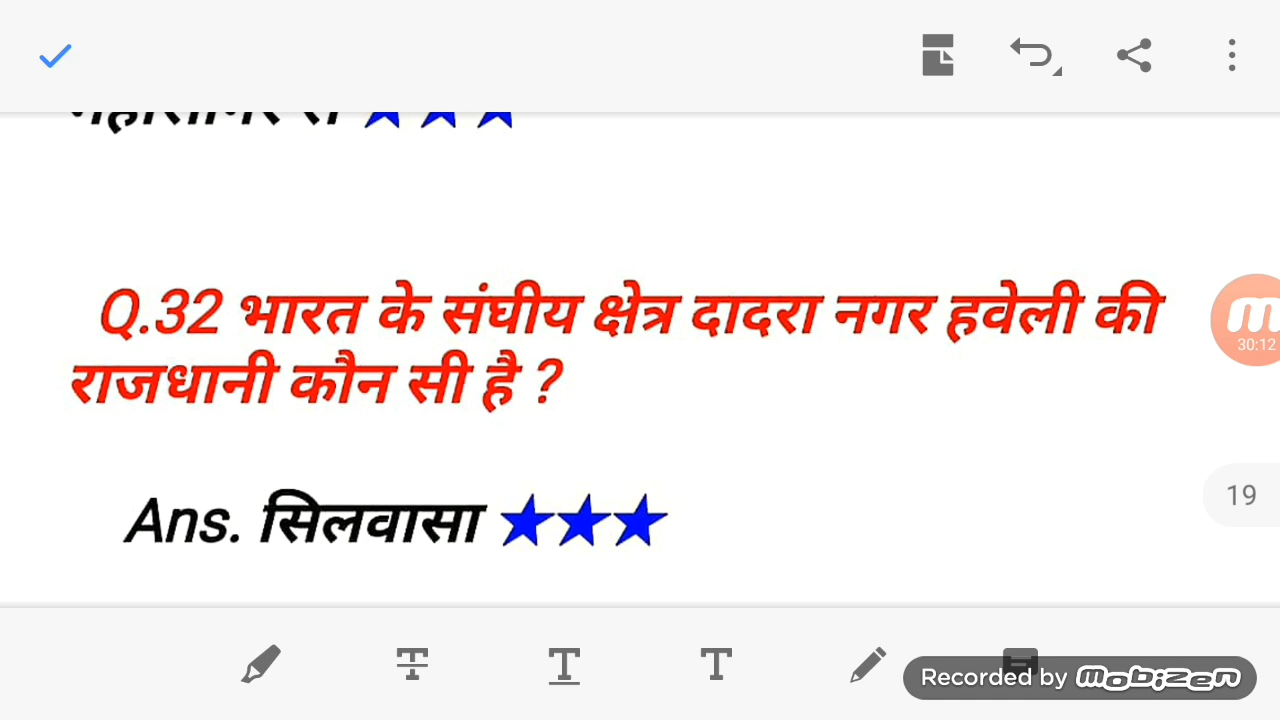 Q.32 भारत के संघीय क्षेत्र दादरा नगर हवेली की
30:12
राजधानी कौन सी है ?
19
Ans. सिलवासा ★★★
Recorded by mobizen